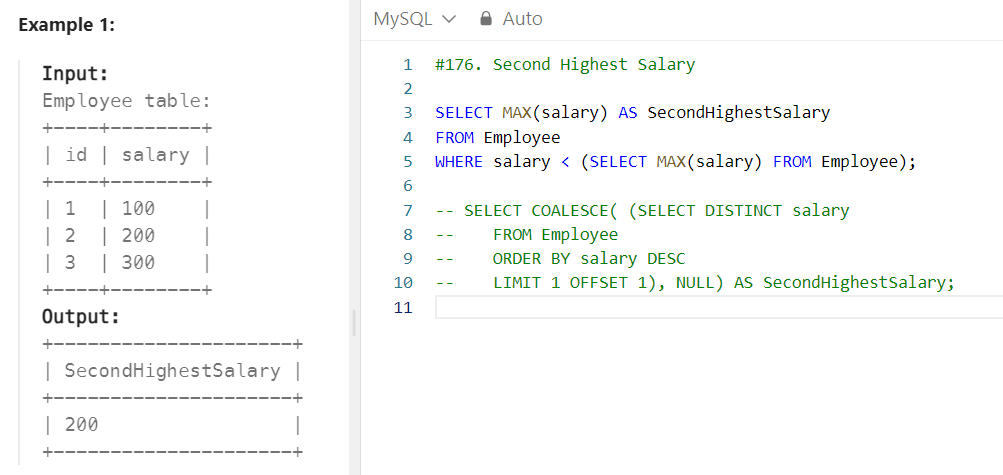 Example 1:
Input:
Employee table:
+----+--------+
| id | salary |
+----+--------+
| 1  | 100    |
| 2  | 200    |
| 3  | 300    |
+----+--------+
Output:
+---------------------+
| SecondHighestSalary |
+---------------------+
| 200                 |
+---------------------+
MySQL Auto
1 #176. Second Highest Salary
2
3 SELECT MAX(salary) AS SecondHighestSalary
4 FROM Employee
5 WHERE salary < (SELECT MAX(salary) FROM Employee);
6
7 -- SELECT COALESCE( (SELECT DISTINCT salary
8 --    FROM Employee
9 --    ORDER BY salary DESC
10 --    LIMIT 1 OFFSET 1), NULL) AS SecondHighestSalary;
11